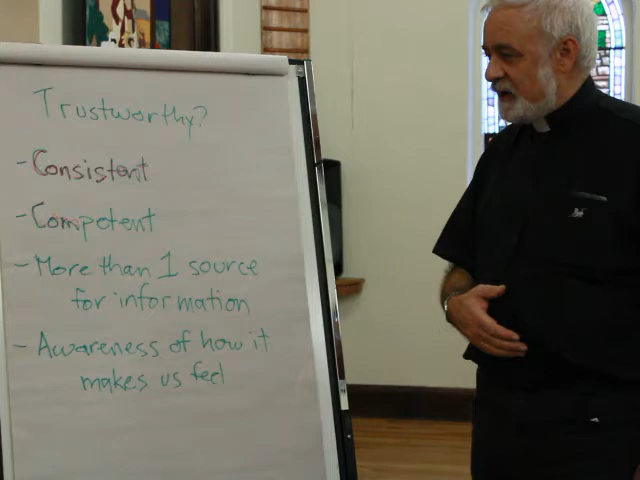 Trustworthy?
- Consistent
- Competent
- More than 1 source
for information
- Awareness of how it
makes us feel